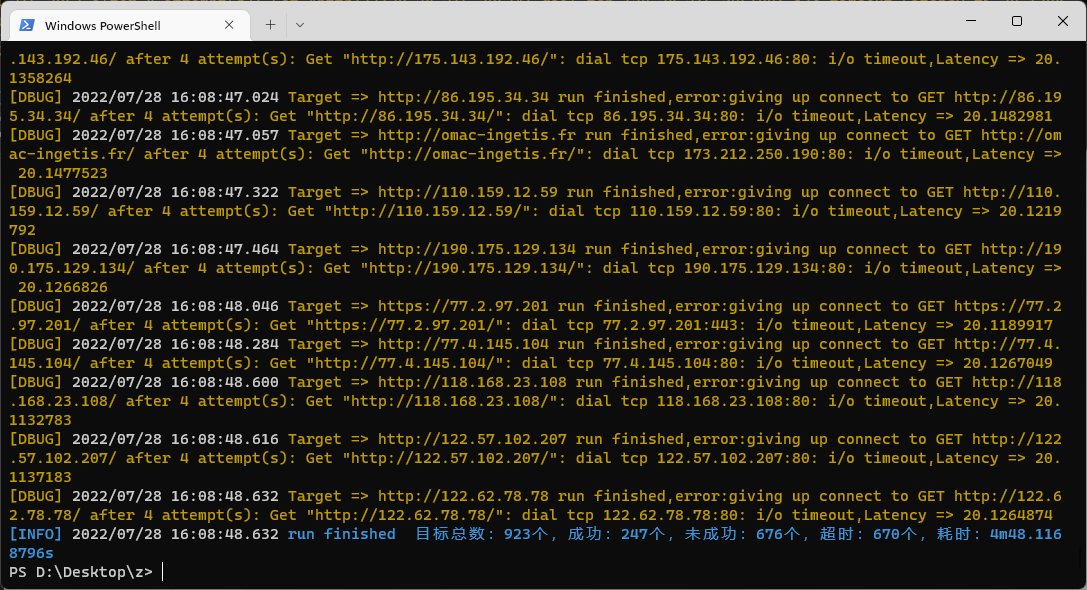 Windows PowerShell
.143.192.46/ after 4 attempt(s): Get "http://175.143.192.46/": dial tcp 175.143.192.46:80: i/o timeout,Latency => 20.
1358264
[DBUG] 2022/07/28 16:08:47.024 Target => http://86.195.34.34 run finished,error:giving up connect to GET http://86.19
5.34.34/ after 4 attempt(s): Get "http://86.195.34.34/": dial tcp 86.195.34.34:80: i/o timeout,Latency => 20.1482981
[DBUG] 2022/07/28 16:08:47.057 Target => http://omac-ingetis.fr run finished,error:giving up connect to GET http://om
ac-ingetis.fr/ after 4 attempt(s): Get "http://omac-ingetis.fr/": dial tcp 173.212.250.190:80: i/o timeout,Latency =>
 20.1477523
[DBUG] 2022/07/28 16:08:47.322 Target => http://110.159.12.59 run finished,error:giving up connect to GET http://110.
159.12.59/ after 4 attempt(s): Get "http://110.159.12.59/": dial tcp 110.159.12.59:80: i/o timeout,Latency => 20.1219
792
[DBUG] 2022/07/28 16:08:47.464 Target => http://190.175.129.134 run finished,error:giving up connect to GET http://19
0.175.129.134/ after 4 attempt(s): Get "http://190.175.129.134/": dial tcp 190.175.129.134:80: i/o timeout,Latency =>
 20.1266826
[DBUG] 2022/07/28 16:08:48.046 Target => https://77.2.97.201 run finished,error:giving up connect to GET https://77.2
.97.201/ after 4 attempt(s): Get "https://77.2.97.201/": dial tcp 77.2.97.201:443: i/o timeout,Latency => 20.1189917
[DBUG] 2022/07/28 16:08:48.284 Target => http://77.4.145.104 run finished,error:giving up connect to GET http://77.4.
145.104/ after 4 attempt(s): Get "http://77.4.145.104/": dial tcp 77.4.145.104:80: i/o timeout,Latency => 20.1267049
[DBUG] 2022/07/28 16:08:48.600 Target => http://118.168.23.108 run finished,error:giving up connect to GET http://118
.168.23.108/ after 4 attempt(s): Get "http://118.168.23.108/": dial tcp 118.168.23.108:80: i/o timeout,Latency => 20.
1132783
[DBUG] 2022/07/28 16:08:48.616 Target => http://122.57.102.207 run finished,error:giving up connect to GET http://122
.57.102.207/ after 4 attempt(s): Get "http://122.57.102.207/": dial tcp 122.57.102.207:80: i/o timeout,Latency => 20.
1137183
[DBUG] 2022/07/28 16:08:48.632 Target => http://122.62.78.78 run finished,error:giving up connect to GET http://122.6
2.78.78/ after 4 attempt(s): Get "http://122.62.78.78/": dial tcp 122.62.78.78:80: i/o timeout,Latency => 20.1264874
[INFO] 2022/07/28 16:08:48.632 run finished  目标总数: 923个, 成功: 247个, 未成功: 676个, 超时: 670个, 耗时: 4m48.116
8796s
PS D:\Desktop\z>